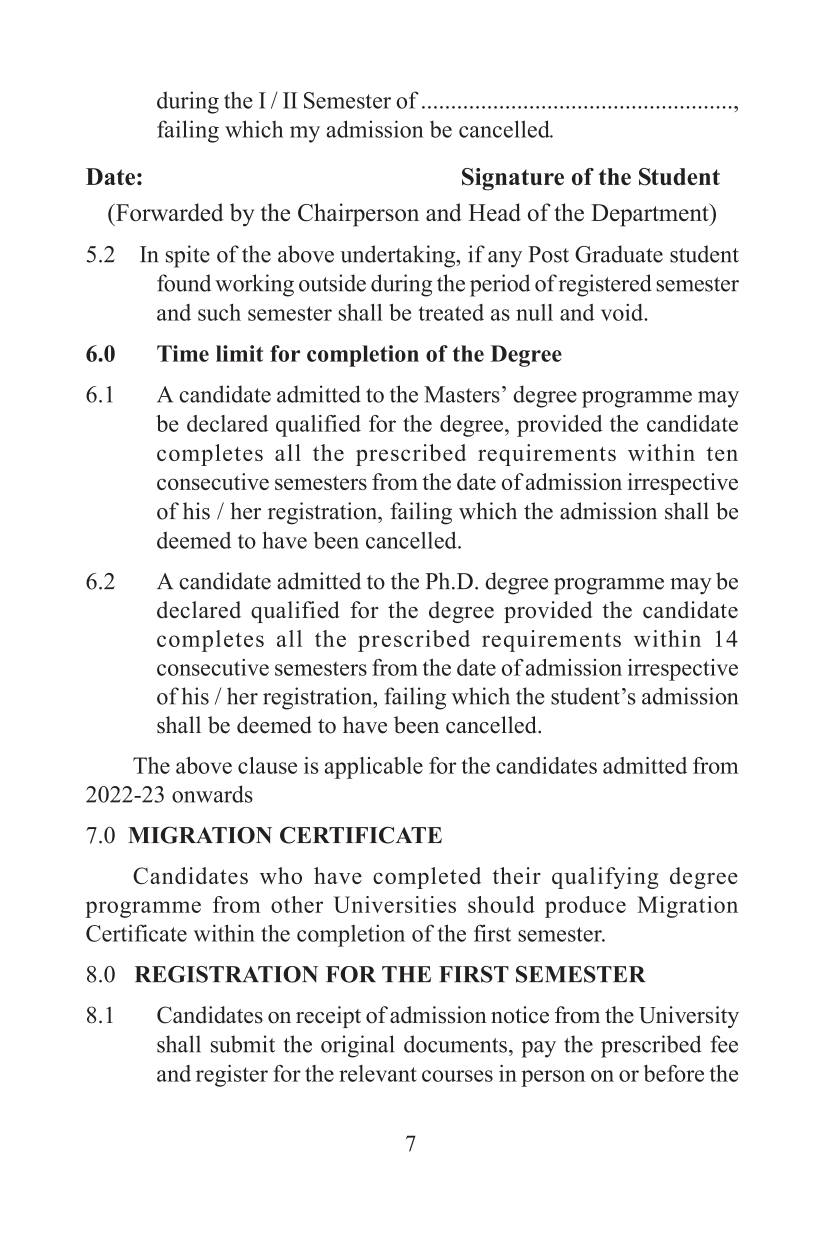 during the I / II Semester of ....................................................,
failing which my admission be cancelled.
Date: Signature of the Student
(Forwarded by the Chairperson and Head of the Department)
5.2 In spite of the above undertaking, if any Post Graduate student
found working outside during the period of registered semester
and such semester shall be treated as null and void.
6.0 Time limit for completion of the Degree
6.1 A candidate admitted to the Masters’ degree programme may
be declared qualified for the degree, provided the candidate
completes all the prescribed requirements within ten
consecutive semesters from the date of admission irrespective
of his / her registration, failing which the admission shall be
deemed to have been cancelled.
6.2 A candidate admitted to the Ph.D. degree programme may be
declared qualified for the degree provided the candidate
completes all the prescribed requirements within 14
consecutive semesters from the date of admission irrespective
of his / her registration, failing which the student’s admission
shall be deemed to have been cancelled.
The above clause is applicable for the candidates admitted from
2022-23 onwards
7.0 MIGRATION CERTIFICATE
Candidates who have completed their qualifying degree
programme from other Universities should produce Migration
Certificate within the completion of the first semester.
8.0 REGISTRATION FOR THE FIRST SEMESTER
8.1 Candidates on receipt of admission notice from the University
shall submit the original documents, pay the prescribed fee
and register for the relevant courses in person on or before the
7